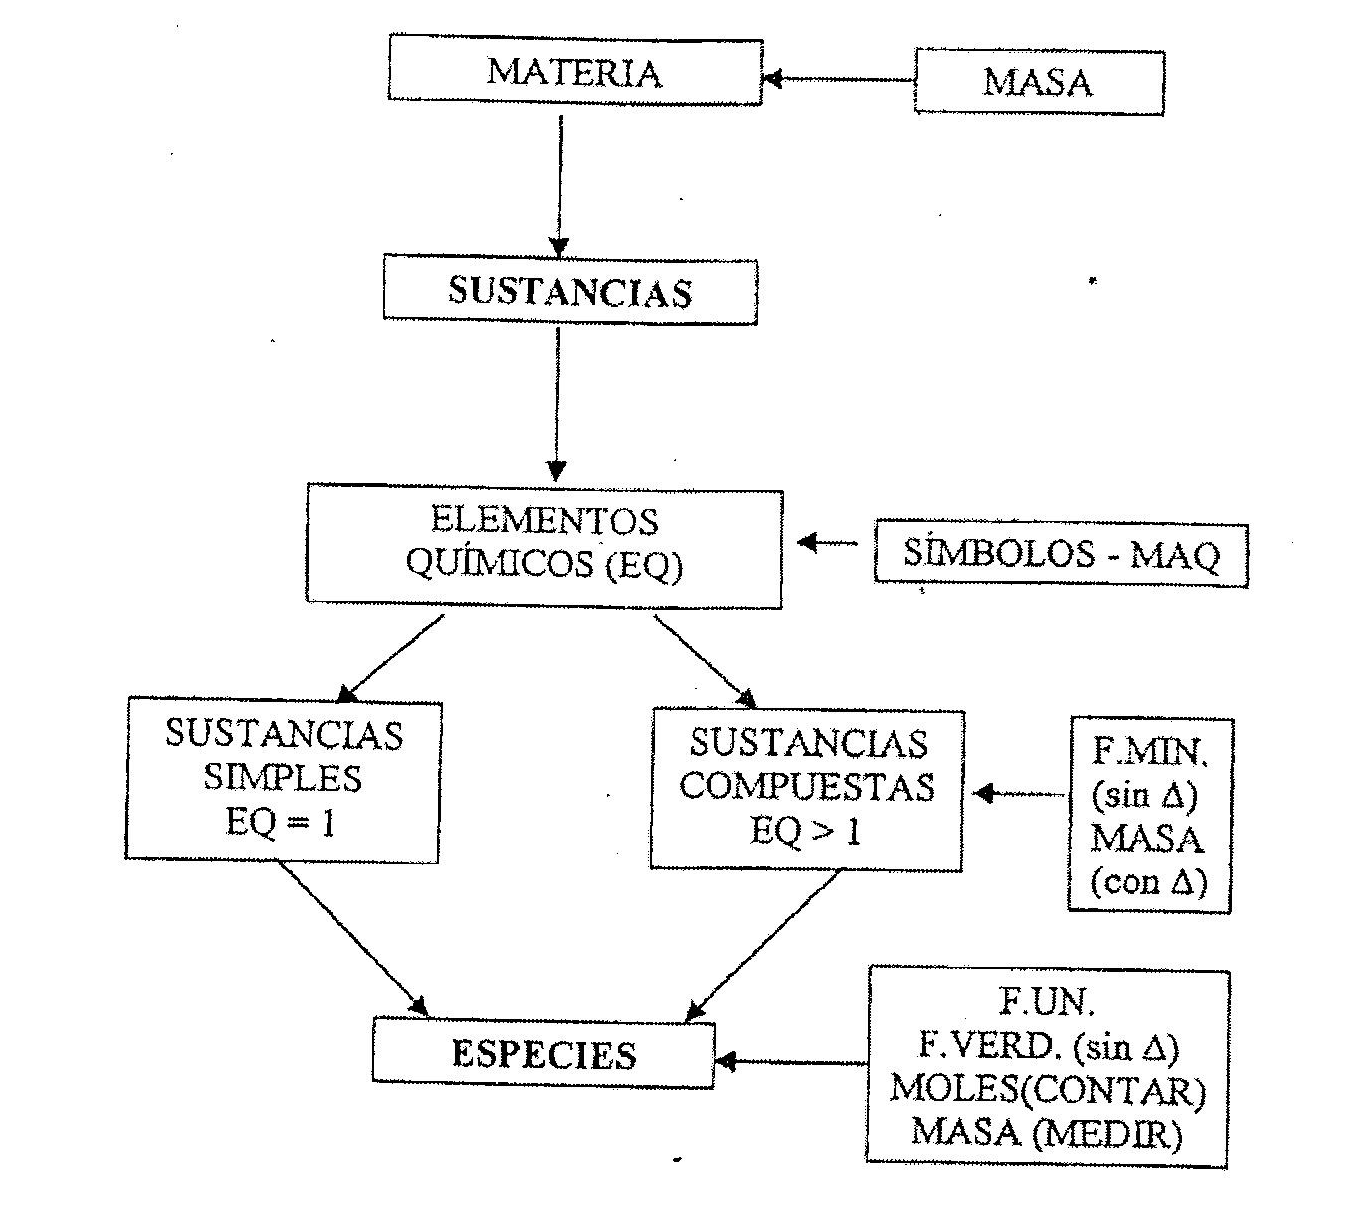 MATERIA
MASA
SUSTANCIAS
ELEMENTOS
QUÍMICOS (EQ)
SÍMBOLOS - MAQ
SUSTANCIAS
SIMPLES
EQ = 1
SUSTANCIAS
COMPUESTAS
EQ > 1
F.MIN.
(sin Δ)
MASA
(con Δ)
ESPECIES
F.UN.
F.VERD. (sin Δ)
MOLES(CONTAR)
MASA (MEDIR)